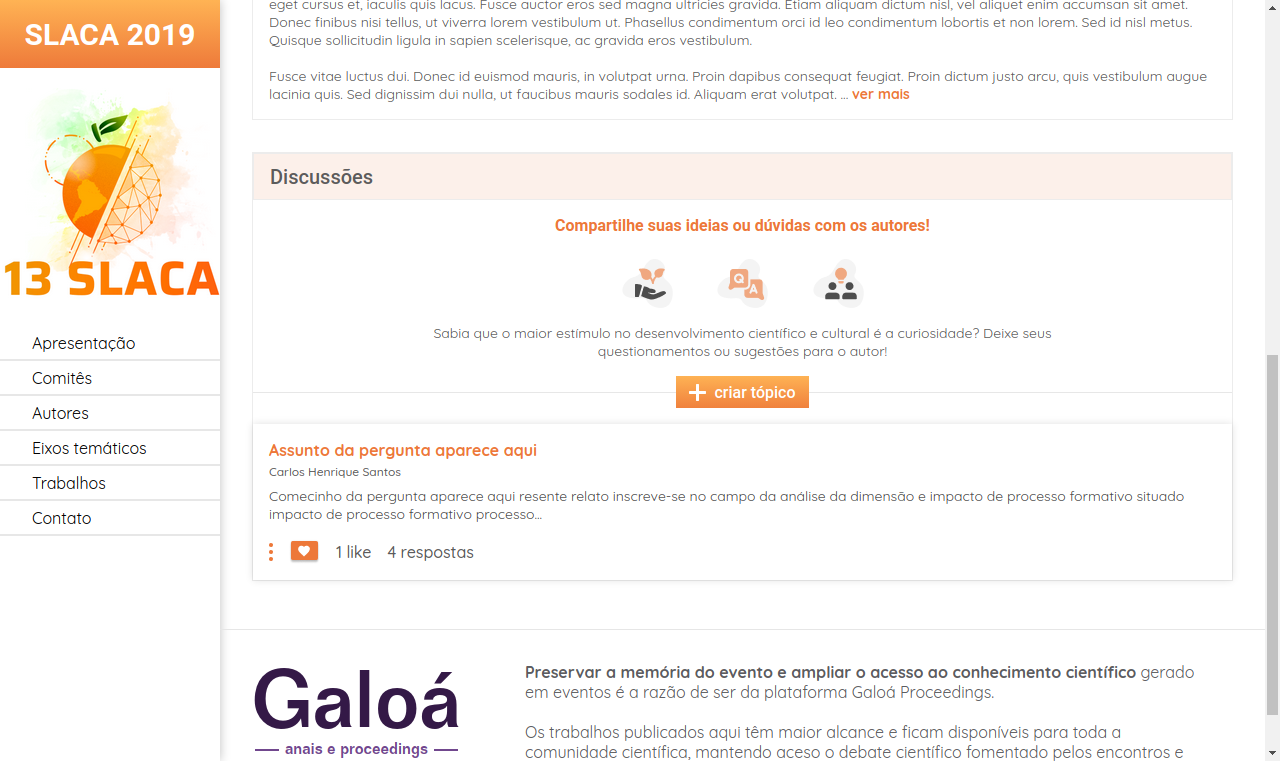 SLACA 2019
13 SLACA
Apresentação
Comitês
Autores
Eixos temáticos
Trabalhos
Contato
eget cursus et, iaculis quis lacus. Fusce auctor eros sed magna ultricies gravida. Etiam aliquam dictum nisl, vel aliquet enim accumsan sit amet.
Donec finibus nisi tellus, ut viverra lorem vestibulum ut. Phasellus condimentum orci id leo condimentum lobortis et non lorem. Sed id nisl metus.
Quisque sollicitudin ligula in sapien scelerisque, ac gravida eros vestibulum.
Fusce vitae luctus dui. Donec id euismod mauris, in volutpat urna. Proin dapibus consequat feugiat. Proin dictum justo arcu, quis vestibulum augue
lacinia quis. Sed dignissim dui nulla, ut faucibus mauris sodales id. Aliquam erat volutpat. ... ver mais
Discussões
Compartilhe suas ideias ou dúvidas com os autores!
Q A
Sabia que o maior estímulo no desenvolvimento científico e cultural é a curiosidade? Deixe seus
questionamentos ou sugestões para o autor!
criar tópico
Assunto da pergunta aparece aqui
Carlos Henrique Santos
Comecinho da pergunta aparece aqui resente relato inscreve-se no campo da análise da dimensão e impacto de processo formativo situado
impacto de processo formativo processo...
1 like 4 respostas
Galoá
anais e proceedings
Preservar a memória do evento e ampliar o acesso ao conhecimento científico gerado
em eventos é a razão de ser da plataforma Galoá Proceedings.
Os trabalhos publicados aqui têm maior alcance e ficam disponíveis para toda a
comunidade científica, mantendo aceso o debate científico fomentado pelos encontros e